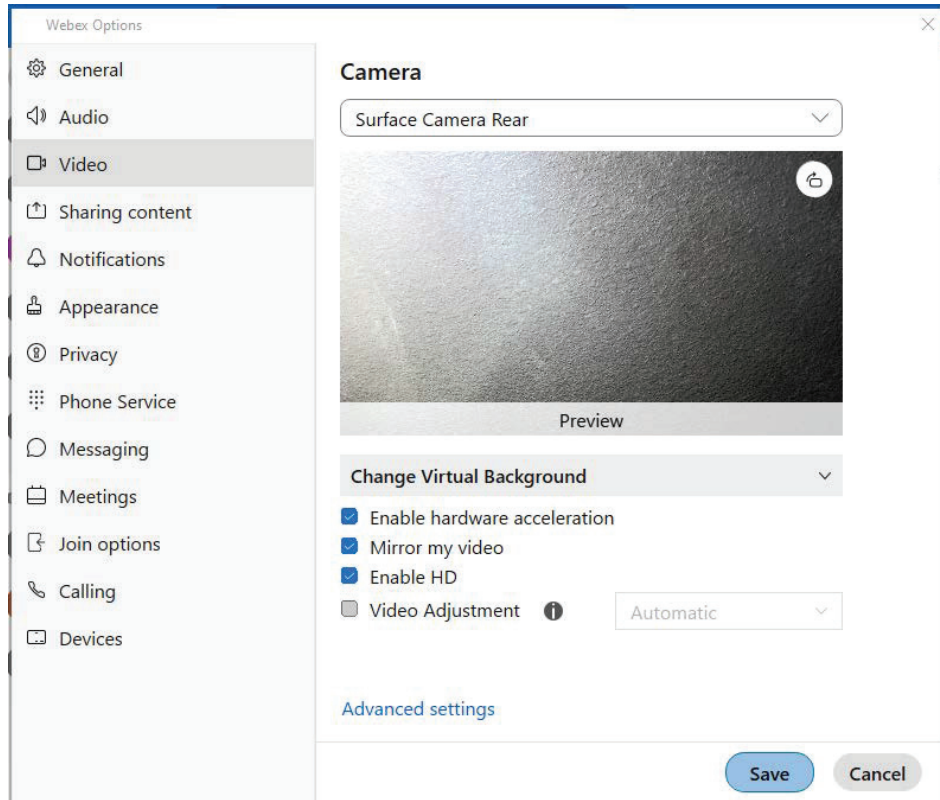 Webex Options
General
Audio
Video
Sharing content
Notifications
Appearance
Privacy
Phone Service
Messaging
Meetings
Join options
Calling
Devices
Camera
Surface Camera Rear
Preview
Change Virtual Background
Enable hardware acceleration
Mirror my video
Enable HD
Video Adjustment
Automatic
Advanced settings
Save
Cancel